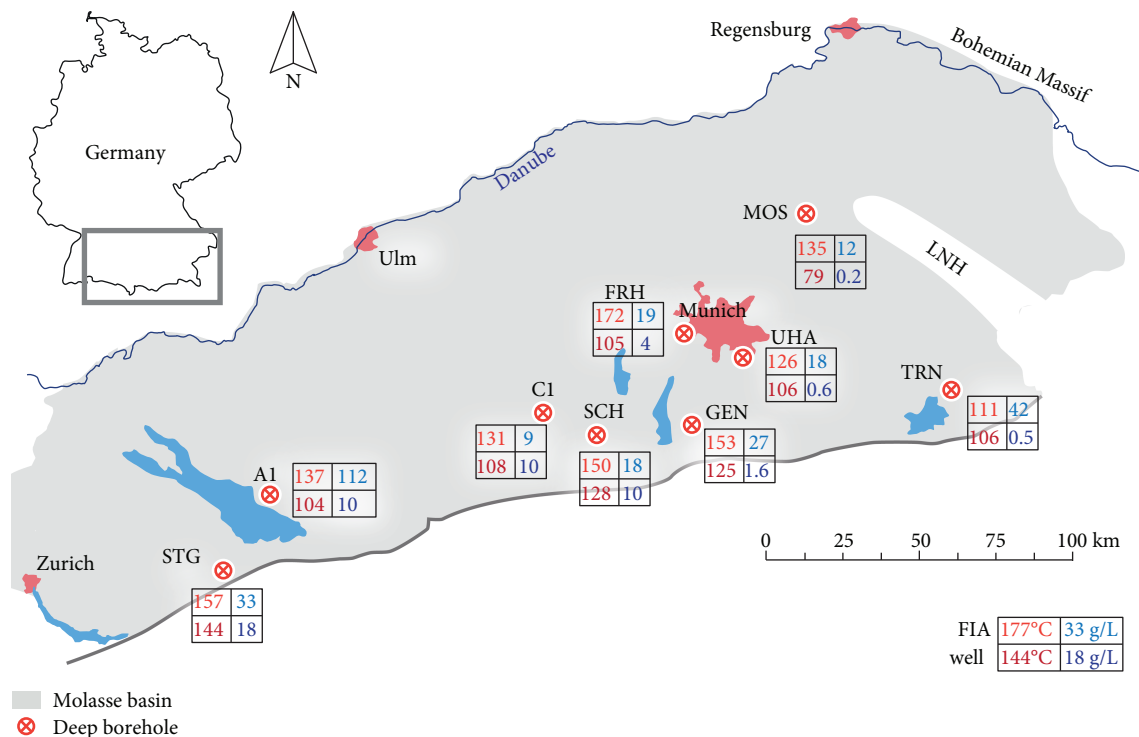 Regensburg
Bohemian Massif
N
Germany
Danube
MOS
135 12
79 0.2
LNH
Ulm
FRH
172 19
105 4
Munich
UHA
126 18
106 0.6
TRN
111 42
106 0.5
C1
131 9
108 10
SCH
150 18
128 10
GEN
153 27
125 1.6
A1
137 112
104 10
STG
157 33
144 18
Zurich
0 25 50 75 100 km
FIA 177°C 33 g/L
well 144°C 18 g/L
Molasse basin
Deep borehole